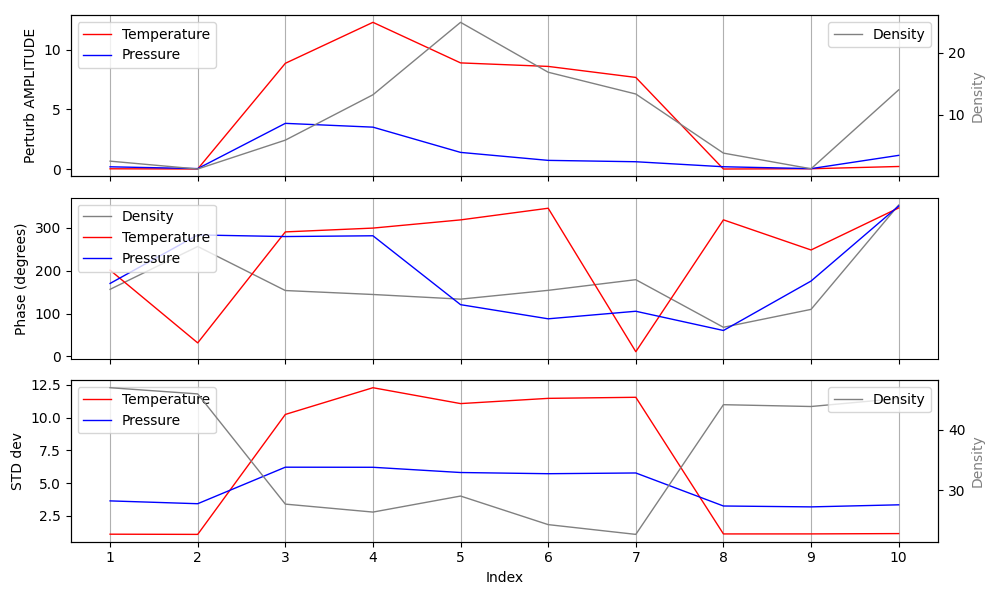 Temperature
Pressure
Density
Perturb AMPLITUDE
10
5
0
20
10
Density
Density
Temperature
Pressure
Phase (degrees)
300
200
100
0
Temperature
Pressure
Density
STD dev
12.5
10.0
7.5
5.0
2.5
40
30
Density
1 2 3 4 5 6 7 8 9 10
Index